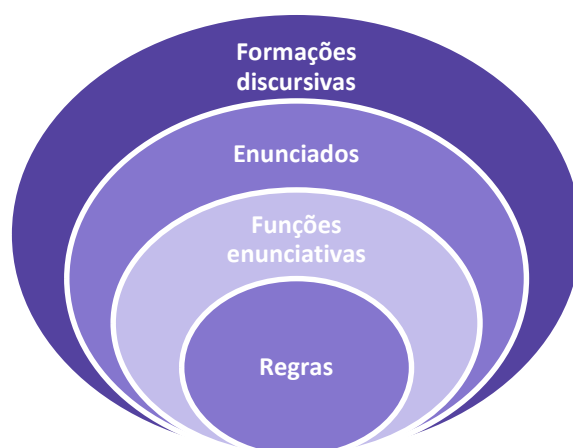 Formações
discursivas
Enunciados
Funções
enunciativas
Regras